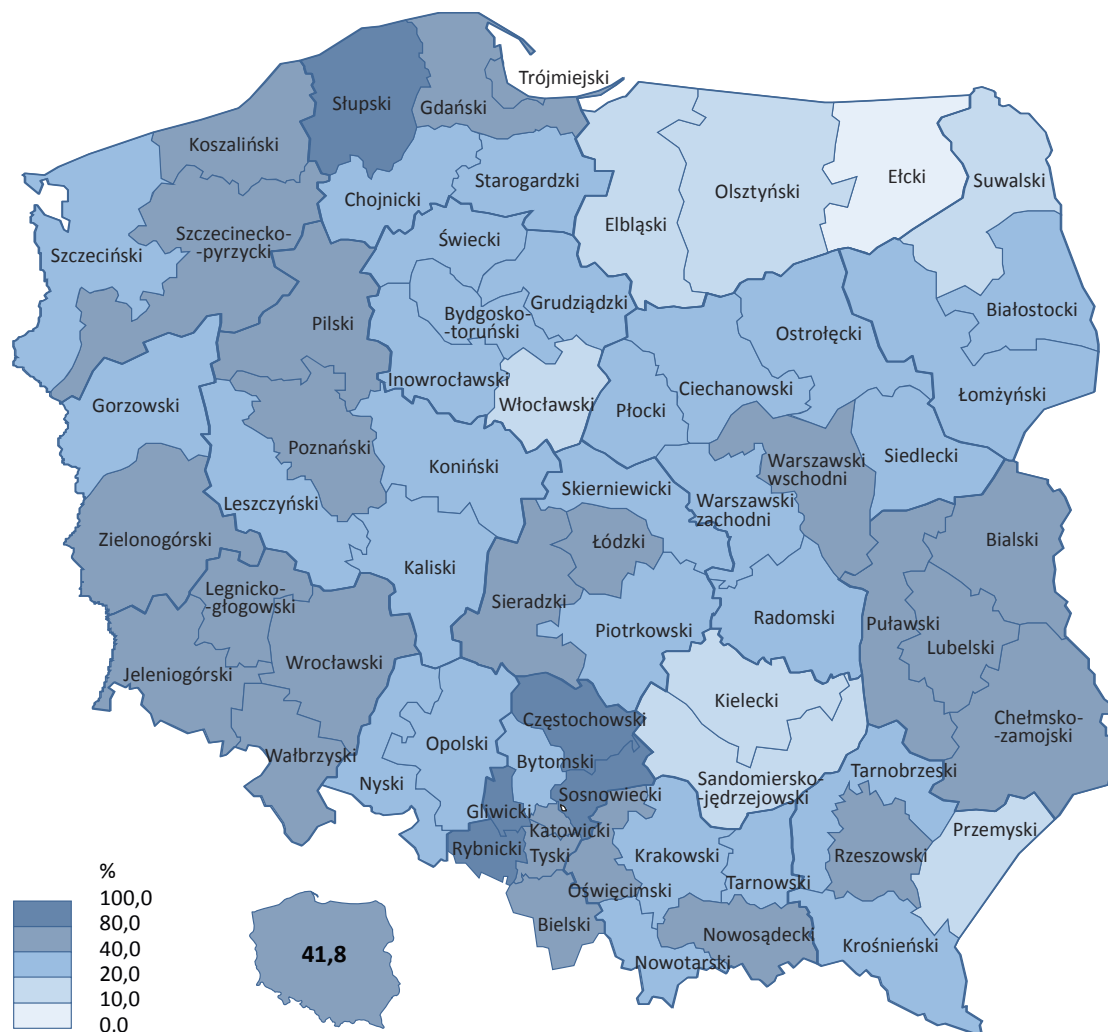 Trójmiejski
Słupski
Gdański
Koszaliński
Starogardzki
Chojnicki
Ełcki
Suwalski
Olsztyński
Elbląski
Szczecinecko-
-pyrzycki
Świecki
Szczeciński
Grudziądzki
Bydgosko-
-toruński
Białostocki
Pilski
Ostrołęcki
Inowrocławski
Ciechanowski
Łomżyński
Gorzowski
Włocławski
Płocki
Poznański
Koniński
Siedlecki
Warszawski
wschodni
Skierniewicki
Leszczyński
Warszawski
zachodni
Zielonogórski
Łódzki
Bialski
Kaliski
Legnicko-
-głogowski
Sieradzki
Radomski
Puławski
Piotrkowski
Lubelski
Wrocławski
Jeleniogórski
Kielecki
Chełmsko-
-zamojski
Częstochowski
Opolski
Wałbrzyski
Bytomski
Tarnobrzeski
Nyski
Sandomiersko-
-jędrzejowski
Sosnowiecki
Gliwicki
Katowicki
Przemyski
Rybnicki
Tyski
Krakowski
Rzeszowski
Oświęcimski
Tarnowski
Bielski
Nowosądecki
Krośnieński
Nowotarski
%
100,0
80,0
40,0
20,0
10,0
0,0
41,8